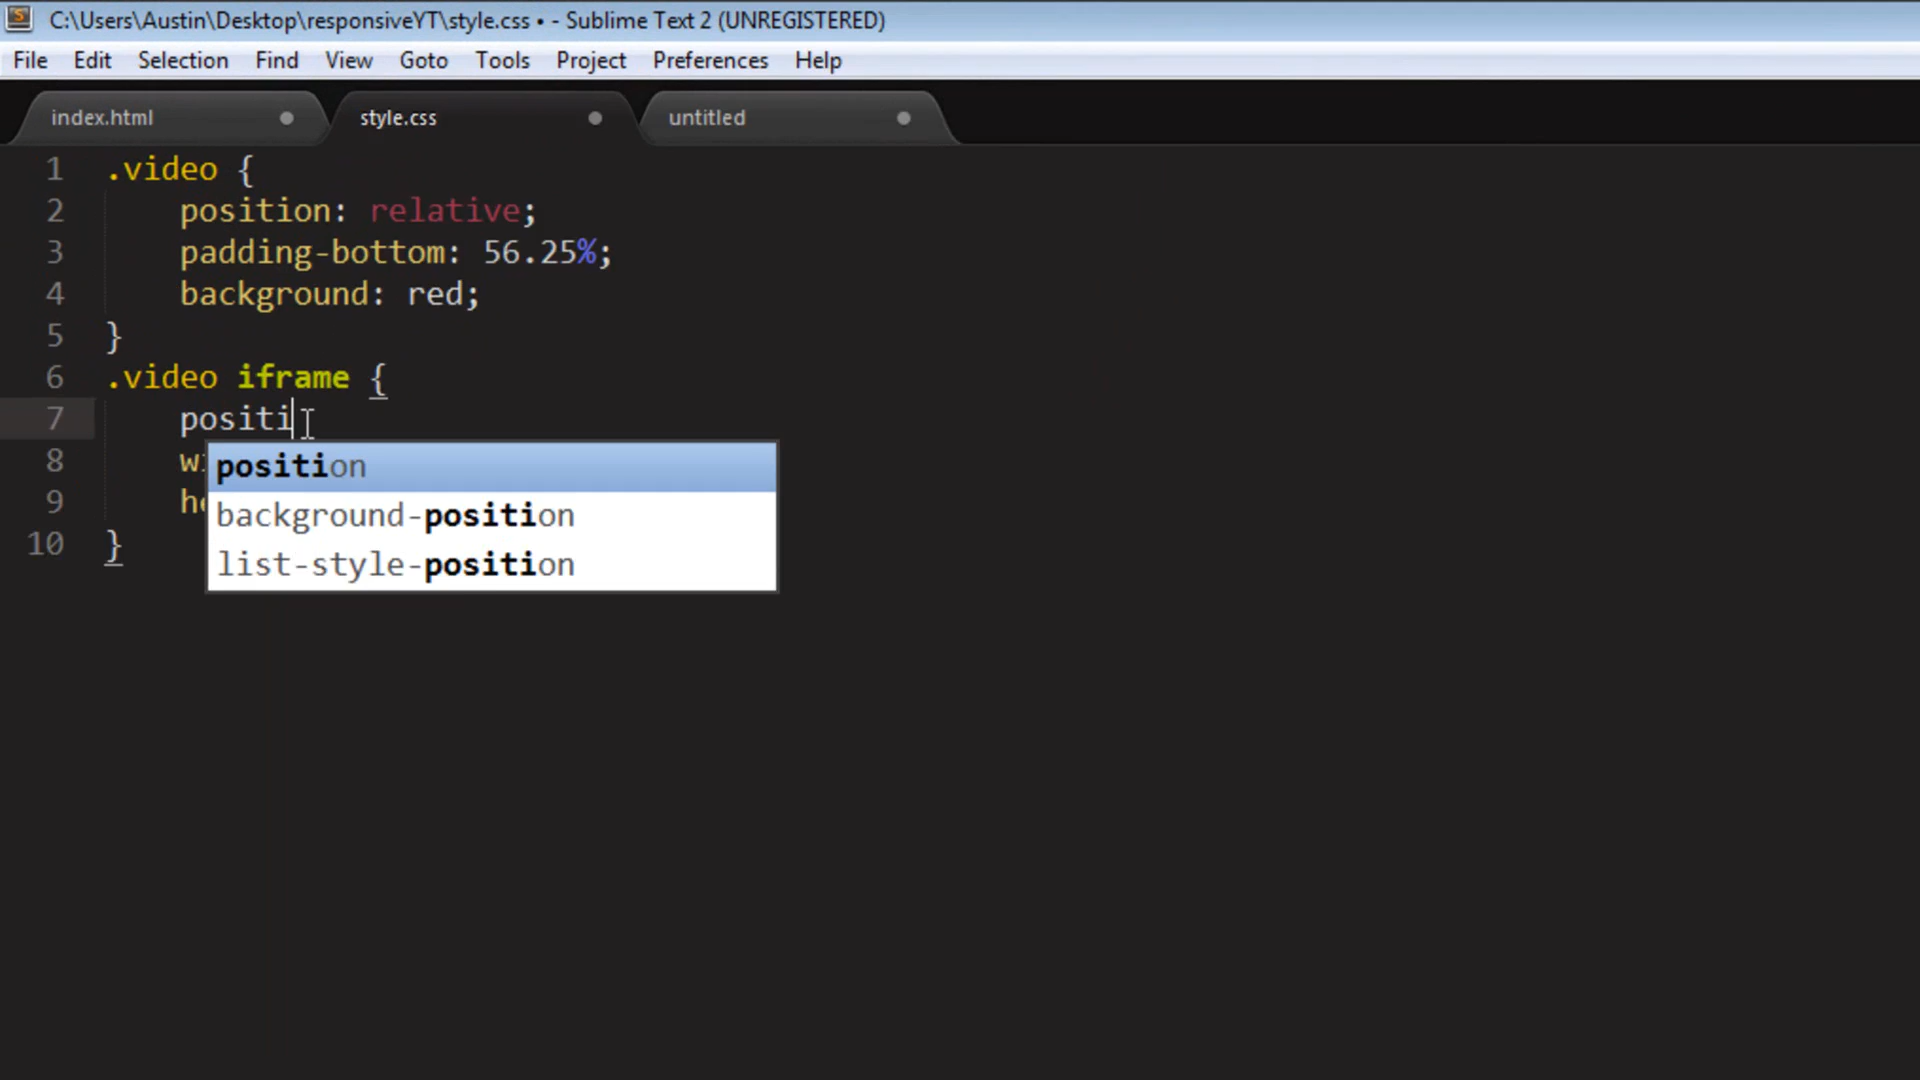 C:\Users\Austin\Desktop\responsiveYT\style.css • - Sublime Text 2 (UNREGISTERED)
File Edit Selection Find View Goto Tools Project Preferences Help
index.html style.css untitled
1 .video {
2 position: relative;
3 padding-bottom: 56.25%;
4 background: red;
5 }
6 .video iframe {
7 positi
8
position
9
background-position
10 }
list-style-position